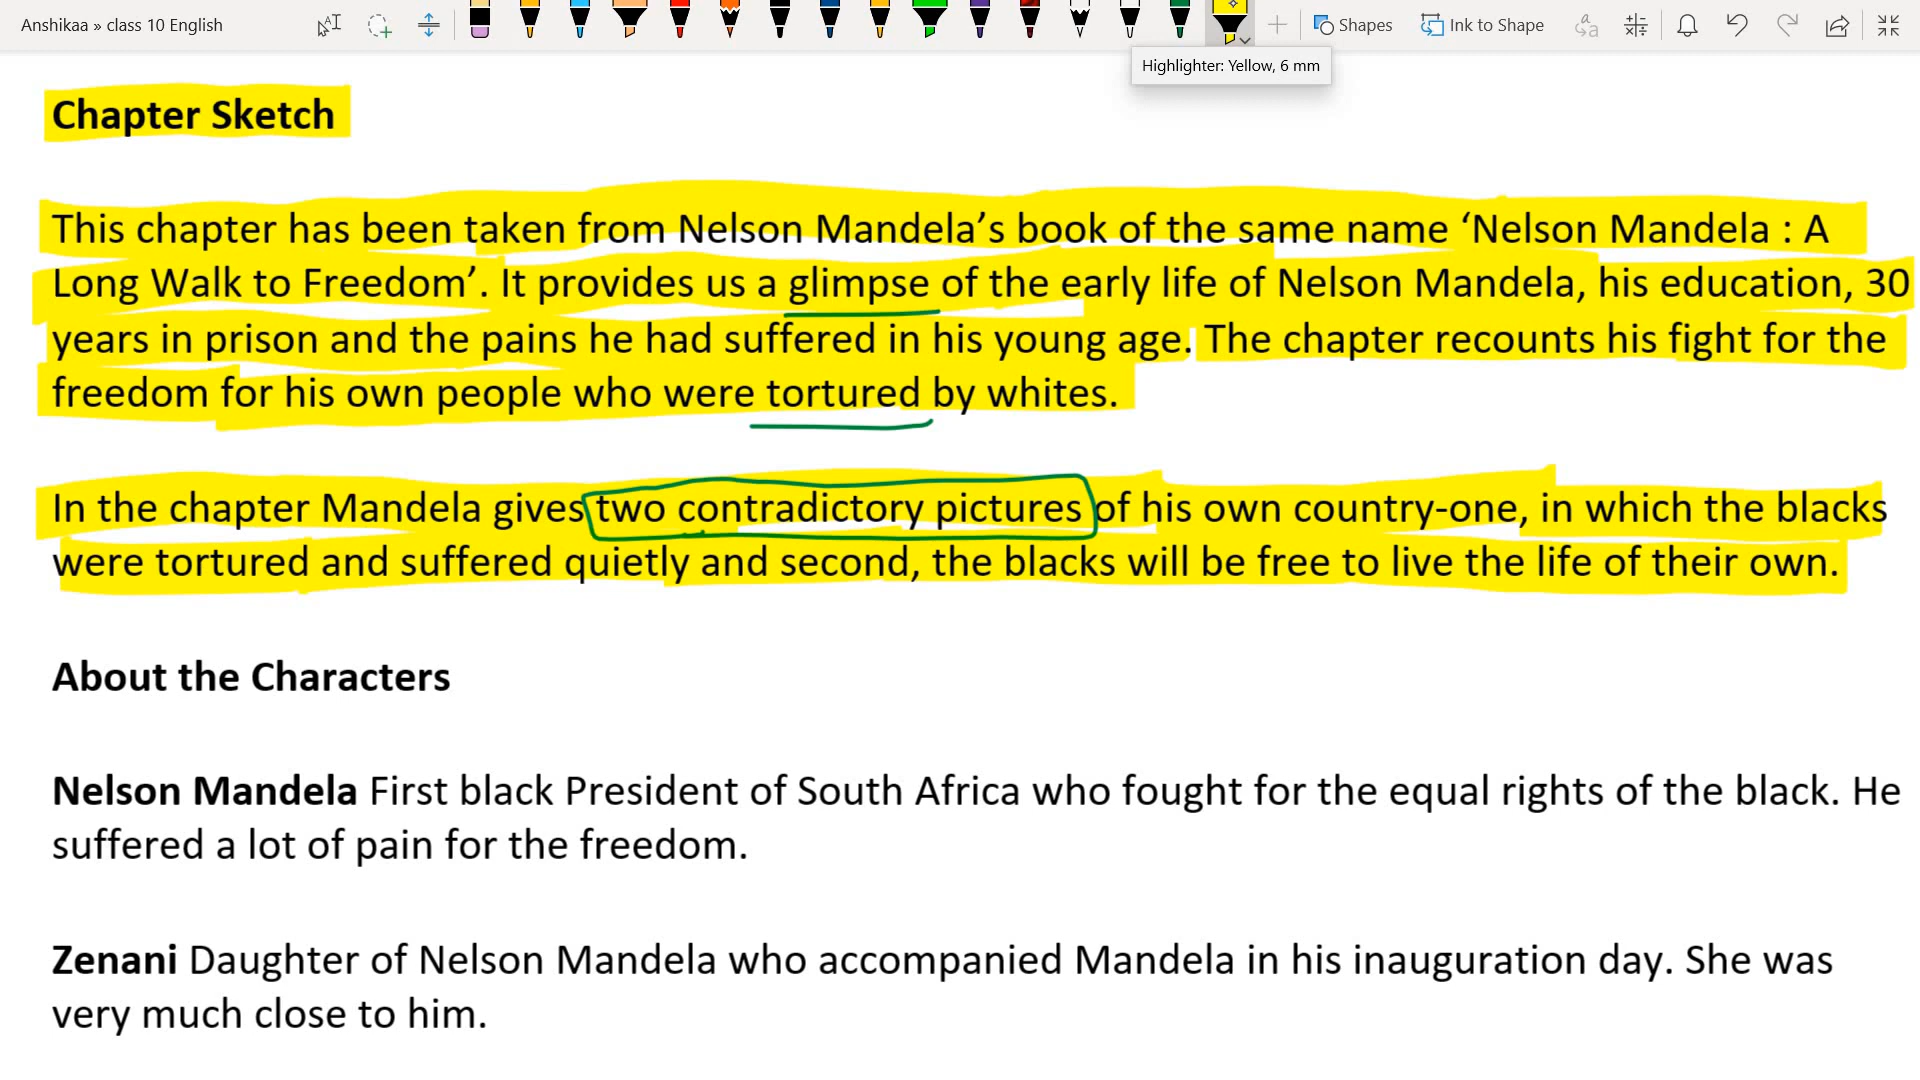 Anshikaa » class 10 English
Shapes
Ink to Shape
Highlighter: Yellow, 6 mm
Chapter Sketch
This chapter has been taken from Nelson Mandela’s book of the same name ‘Nelson Mandela : A
Long Walk to Freedom’. It provides us a glimpse of the early life of Nelson Mandela, his education, 30
years in prison and the pains he had suffered in his young age. The chapter recounts his fight for the
freedom for his own people who were tortured by whites.
In the chapter Mandela gives two contradictory pictures of his own country-one, in which the blacks
were tortured and suffered quietly and second, the blacks will be free to live the life of their own.
About the Characters
Nelson Mandela First black President of South Africa who fought for the equal rights of the black. He
suffered a lot of pain for the freedom.
Zenani Daughter of Nelson Mandela who accompanied Mandela in his inauguration day. She was
very much close to him.